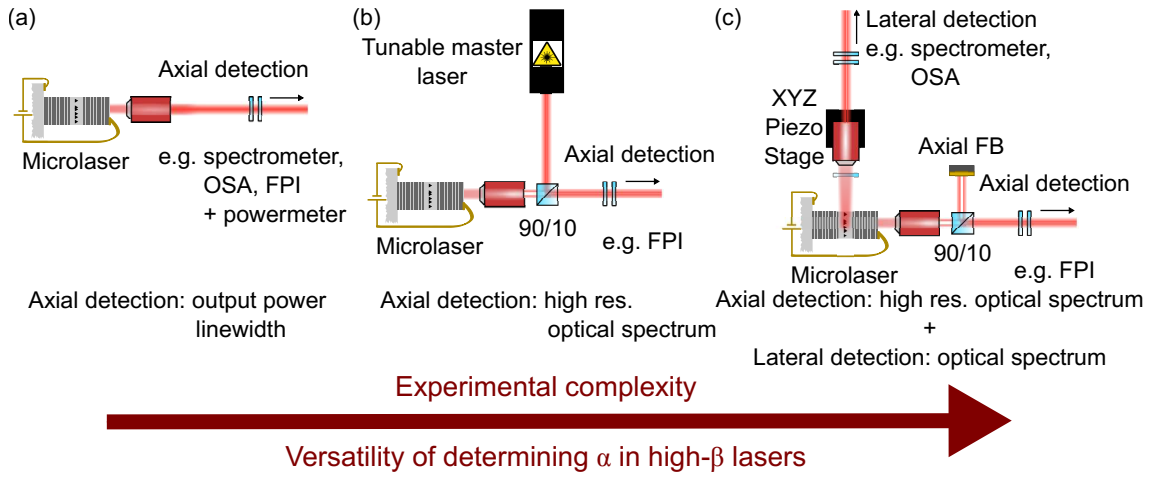 (a)
Axial detection
Microlaser
e.g. spectrometer,
OSA, FPI
+ powermeter
Axial detection: output power
linewidth
(b)
Tunable master
laser
Axial detection
Microlaser
90/10
e.g. FPI
Axial detection: high res.
optical spectrum
(c)
Lateral detection
e.g. spectrometer,
OSA
XYZ
Piezo
Stage
Axial FB
Axial detection
90/10
Microlaser
e.g. FPI
Axial detection: high res. optical spectrum
+
Lateral detection: optical spectrum
Experimental complexity
Versatility of determining α in high-β lasers